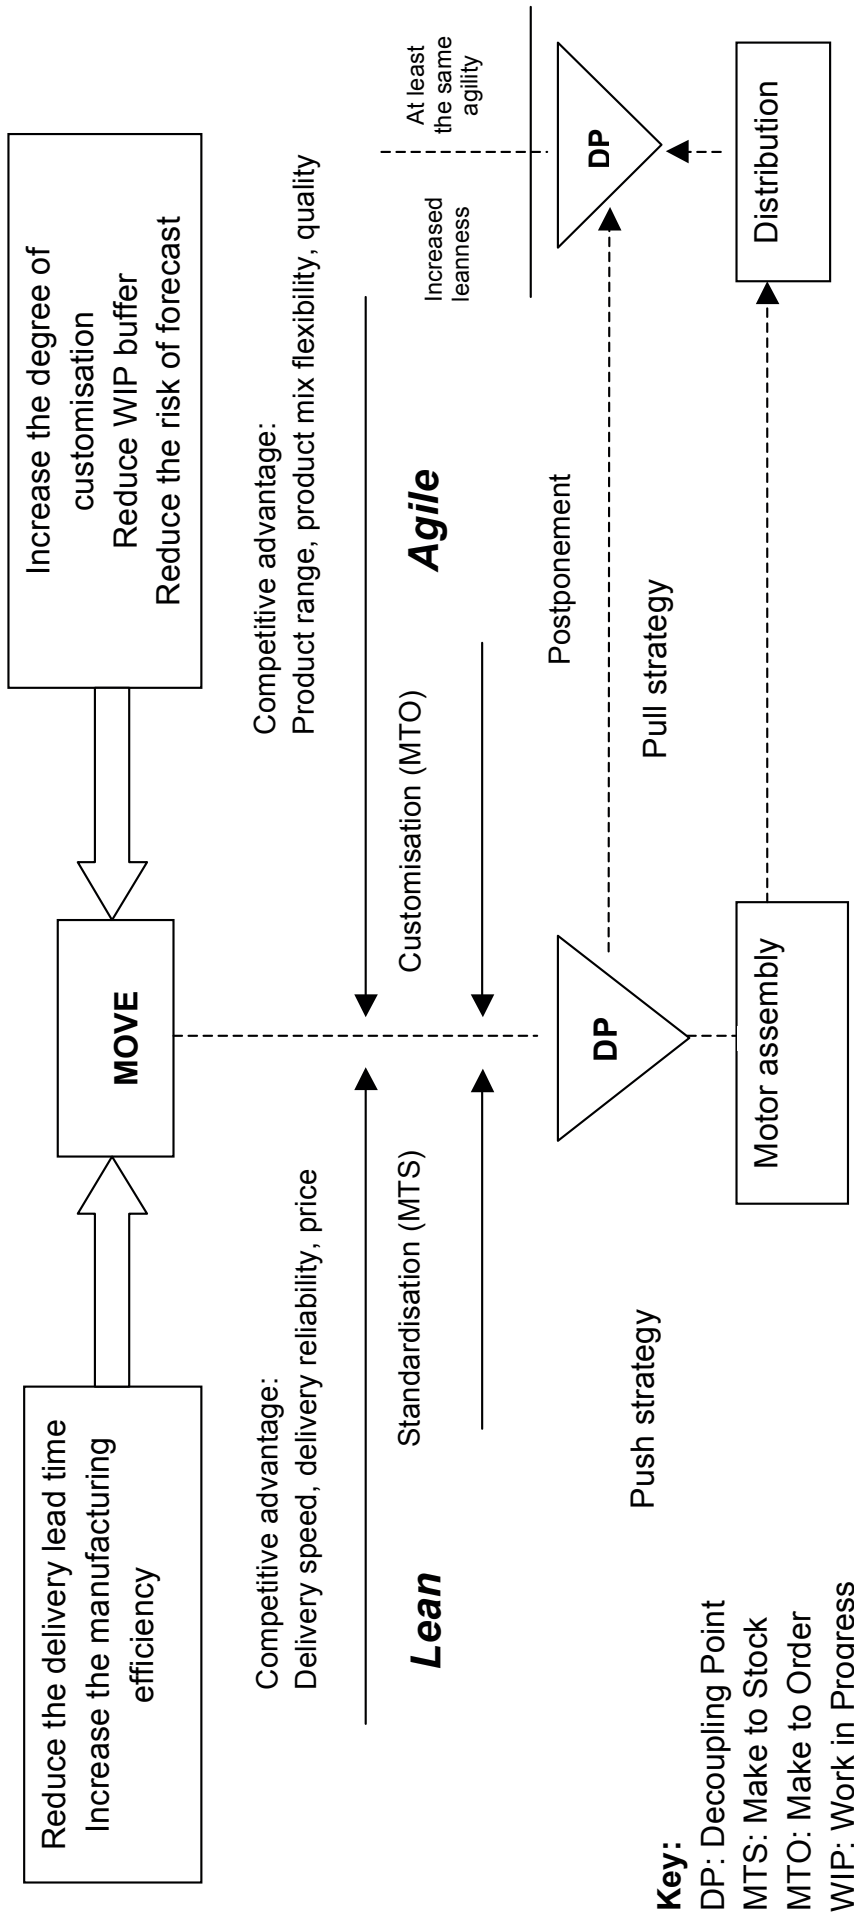 Reduce the delivery lead time
Increase the manufacturing
efficiency
MOVE
Increase the degree of
customisation
Reduce WIP buffer
Reduce the risk of forecast
Competitive advantage:
Delivery speed, delivery reliability, price
Competitive advantage:
Product range, product mix flexibility, quality
Lean
Standardisation (MTS)
Customisation (MTO)
Agile
Increased
leanness
At least
the same
agility
DP
Postponement
DP
Push strategy
Pull strategy
Motor assembly
Distribution
Key:
DP: Decoupling Point
MTS: Make to Stock
MTO: Make to Order
WIP: Work in Progress